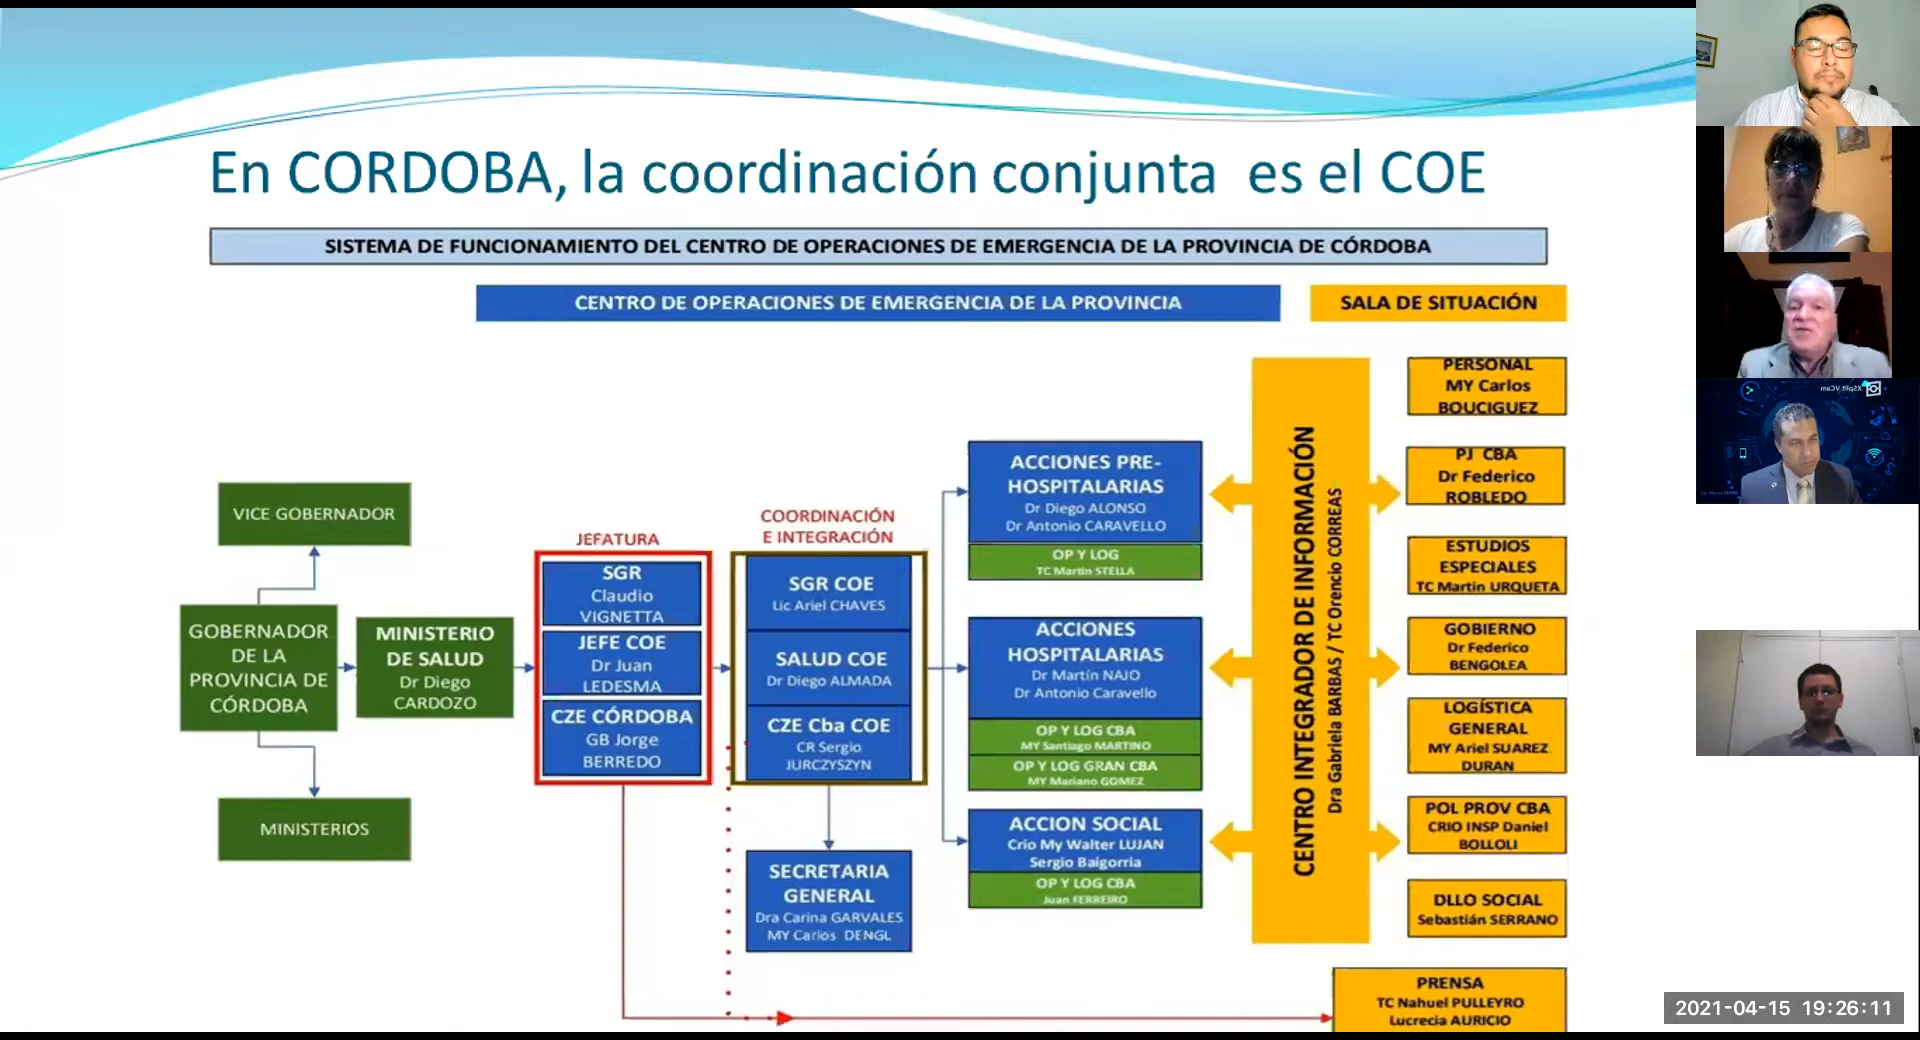 En CORDOBA, la coordinación conjunta es el COE
SISTEMA DE FUNCIONAMIENTO DEL CENTRO DE OPERACIONES DE EMERGENCIA DE LA PROVINCIA DE CÓRDOBA
CENTRO DE OPERACIONES DE EMERGENCIA DE LA PROVINCIA
SALA DE SITUACIÓN
VICE GOBERNADOR
GOBERNADOR
DE LA
PROVINCIA DE
CÓRDOBA
MINISTERIOS
MINISTERIO
DE SALUD
Dr Diego
CARDOZO
JEFATURA
SGR
Claudio
VIGNETTA
JEFE COE
Dr Juan
LEDESMA
CZE CÓRDOBA
GB Jorge
BERREDO
COORDINACIÓN
E INTEGRACIÓN
SGR COE
Lic Ariel CHAVES
SALUD COE
Dr Diego ALMADA
CZE Cba COE
CR Sergio
JURCZYSZYN
SECRETARIA
GENERAL
Dra Carina GARVALES
MY Carlos DENGL
ACCIONES PRE-
HOSPITALARIAS
Dr Diego ALONSO
Dr Antonio CARAVELLO
OP Y LOG
TC Martín STELLA
ACCIONES
HOSPITALARIAS
Dr Martín NAJO
Dr Antonio Caravello
OP Y LOG CBA
MY Santiago MARTINO
OP Y LOG GRAN CBA
MY Mariano GOMEZ
ACCION SOCIAL
Crio My Walter LUJAN
Sergio Baigorria
OP Y LOG CBA
Juan FERREIRO
CENTRO INTEGRADOR DE INFORMACIÓN
Dra Gabriela BARBAS / TC Orencio CORREAS
PERSONAL
MY Carlos
BOUCIGUEZ
PJ CBA
Dr Federico
ROBLEDO
ESTUDIOS
ESPECIALES
TC Martín URQUETA
GOBIERNO
Dr Federico
BENGOLEA
LOGÍSTICA
GENERAL
MY Ariel SUAREZ
DURAN
POL PROV CBA
CRIO INSP Daniel
BOLLOLI
DLLO SOCIAL
Sebastián SERRANO
PRENSA
TC Nahuel PULLEYRO
Lucrecia AURICIO
XSplit VCam
2021-04-15 19:26:11